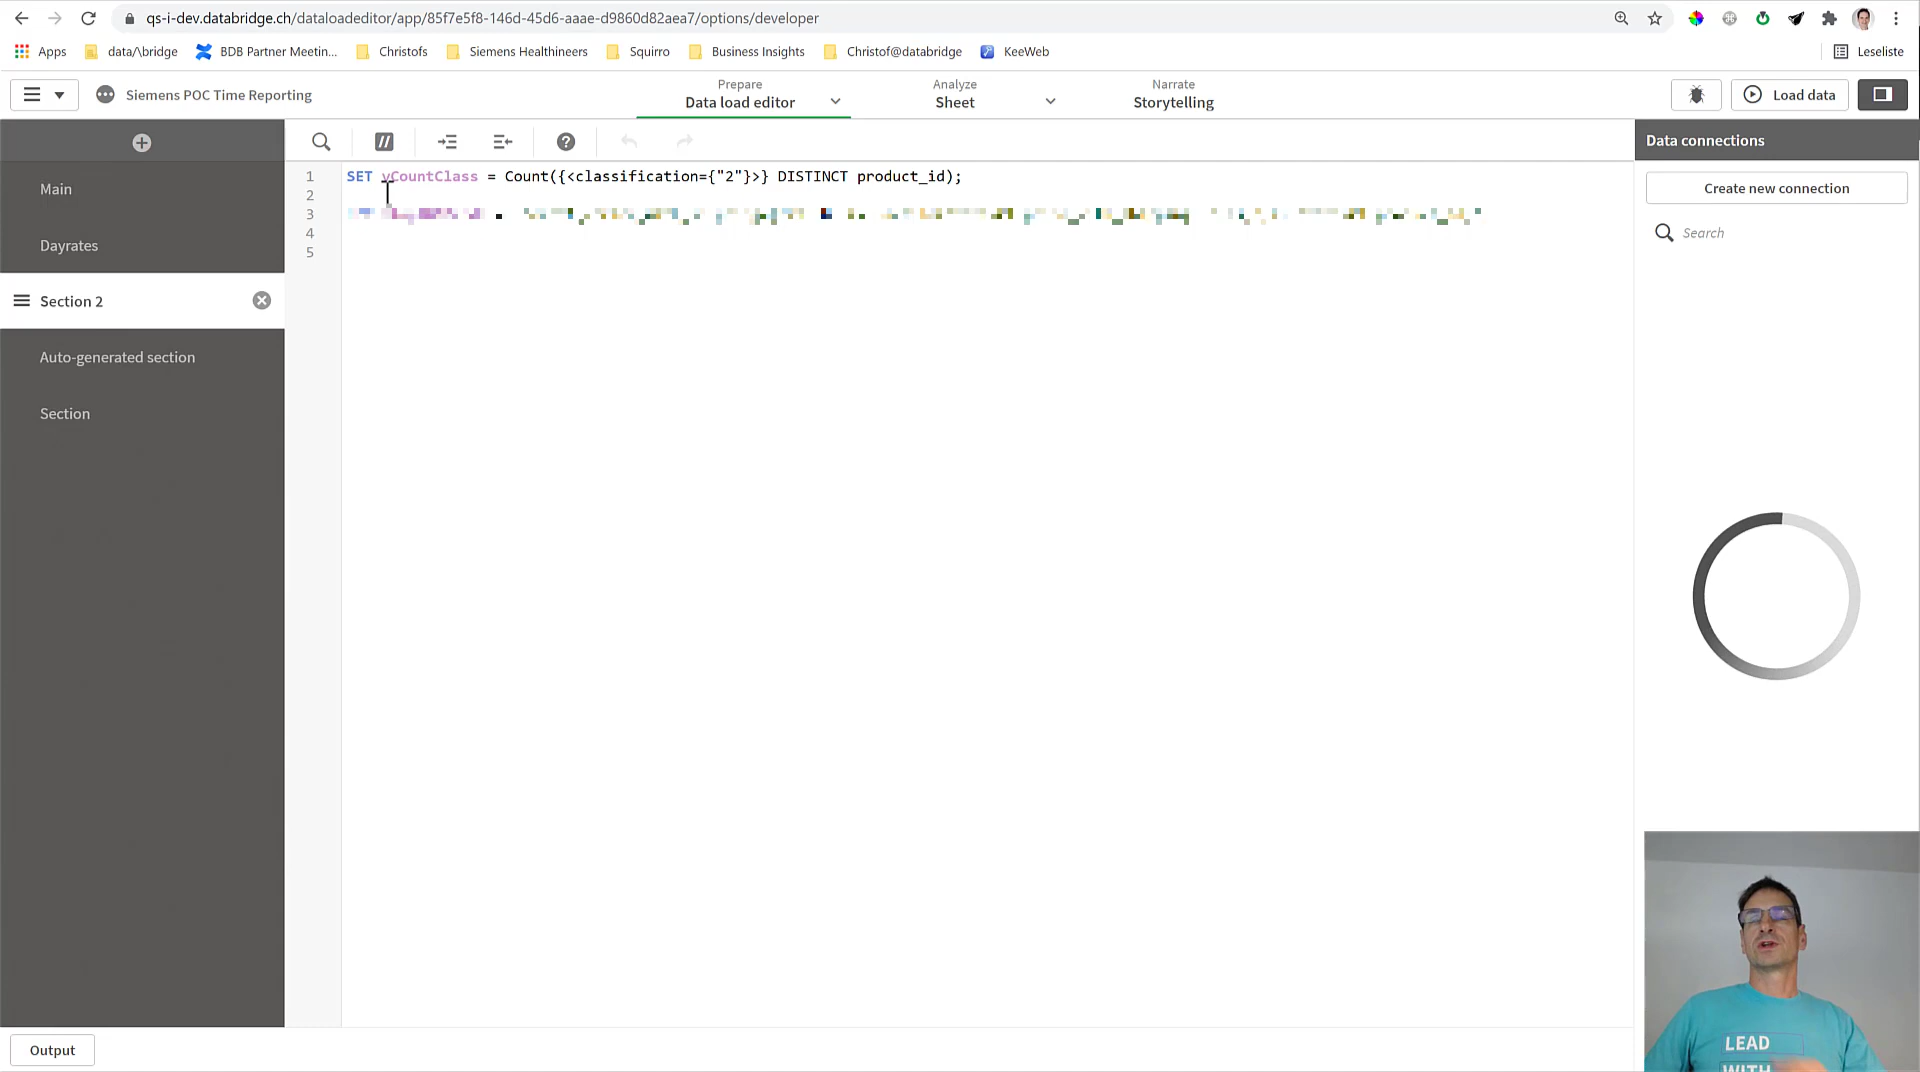 qs-i-dev.databridge.ch/dataloadeditor/app/85f7e5f8-146d-45d6-aaae-d9860d82aea7/options/developer
Apps data/\bridge BDB Partner Meetin... Christofs Siemens Healthineers Squirro Business Insights Christof@databridge KeeWeb Leseliste
Siemens POC Time Reporting
Prepare
Data load editor
Analyze
Sheet
Narrate
Storytelling
Load data
Main
Dayrates
Section 2
Auto-generated section
Section
1 SET vCountClass = Count({<classification={"2"}>} DISTINCT product_id);
2
3
4
5
Data connections
Create new connection
Search
Output
LEAD
WITH